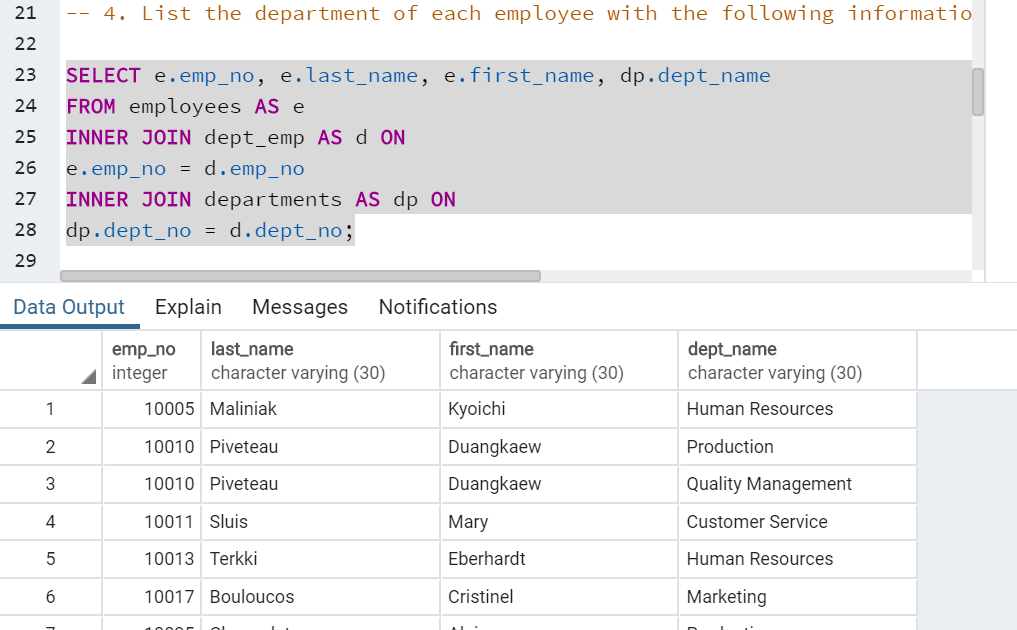 21 -- 4. List the department of each employee with the following informatio
22
23 SELECT e.emp_no, e.last_name, e.first_name, dp.dept_name
24 FROM employees AS e
25 INNER JOIN dept_emp AS d ON
26 e.emp_no = d.emp_no
27 INNER JOIN departments AS dp ON
28 dp.dept_no = d.dept_no;
29
Data Output Explain Messages Notifications
emp_no last_name first_name dept_name
integer character varying (30) character varying (30) character varying (30)
1 10005 Maliniak Kyoichi Human Resources
2 10010 Piveteau Duangkaew Production
3 10010 Piveteau Duangkaew Quality Management
4 10011 Sluis Mary Customer Service
5 10013 Terkki Eberhardt Human Resources
6 10017 Bouloucos Cristinel Marketing